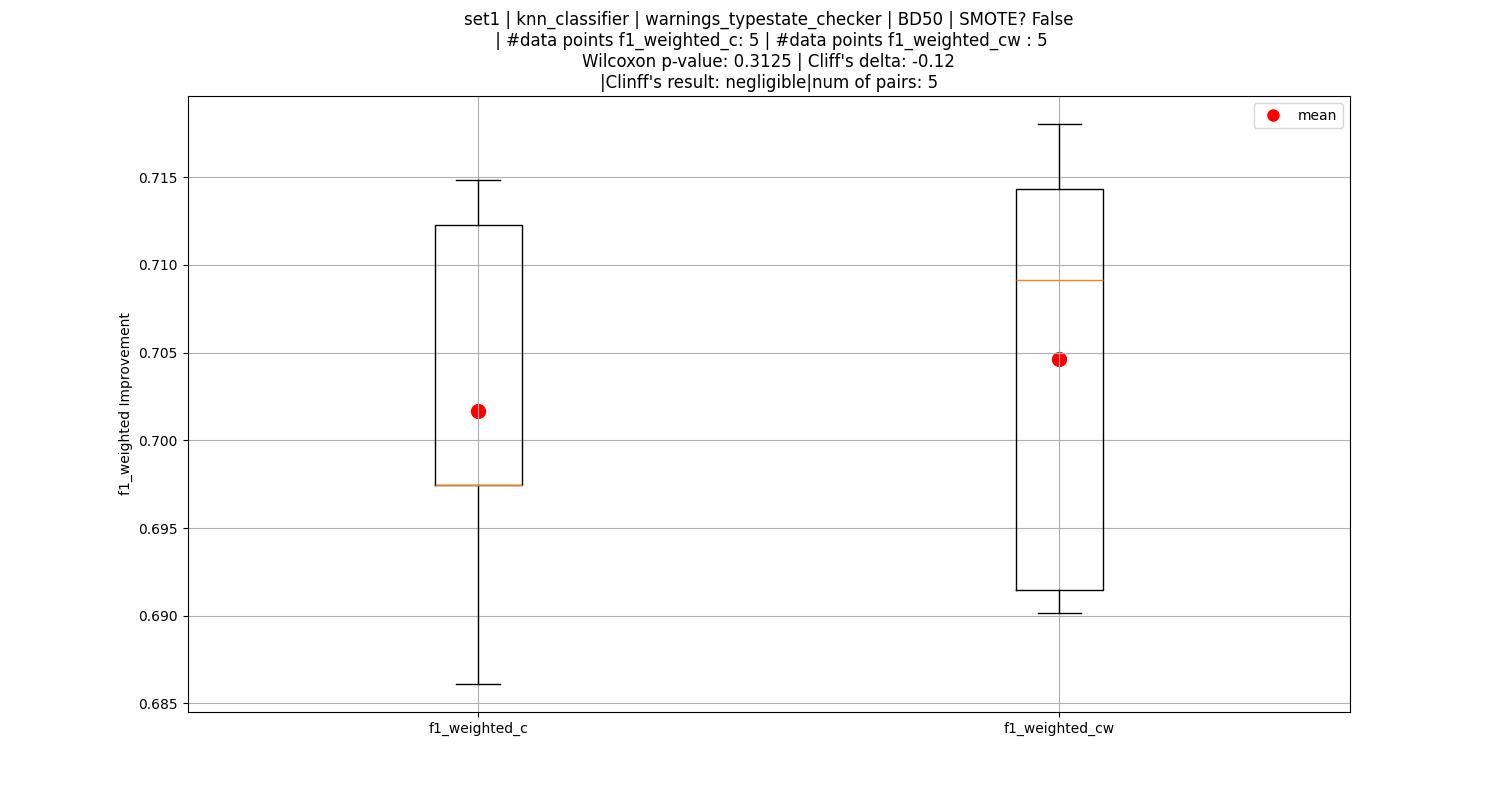 set1 | knn_classifier | warnings_typestate_checker | BD50 | SMOTE? False
| #data points f1_weighted_c: 5 | #data points f1_weighted_cw : 5
Wilcoxon p-value: 0.3125 | Cliff's delta: -0.12
|Clinff's result: negligible|num of pairs: 5
mean
0.715
0.710
0.705
0.700
0.695
0.690
0.685
f1_weighted Improvement
f1_weighted_c
f1_weighted_cw